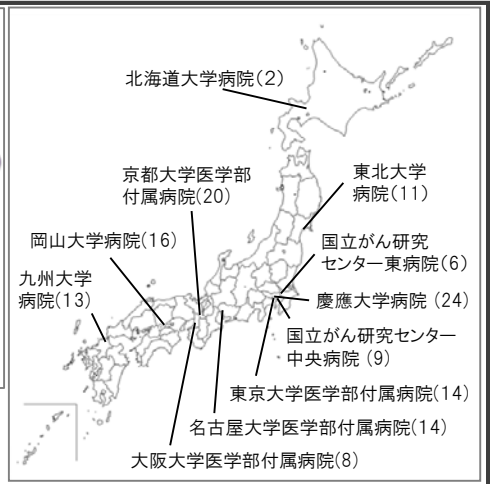 北海道大学病院(2)
京都大学医学部
付属病院(20)
東北大学
病院(11)
岡山大学病院(16)
国立がん研究
センター東病院(6)
九州大学
病院(13)
慶應大学病院 (24)
国立がん研究センター
中央病院 (9)
東京大学医学部付属病院(14)
名古屋大学医学部付属病院(14)
大阪大学医学部付属病院(8)